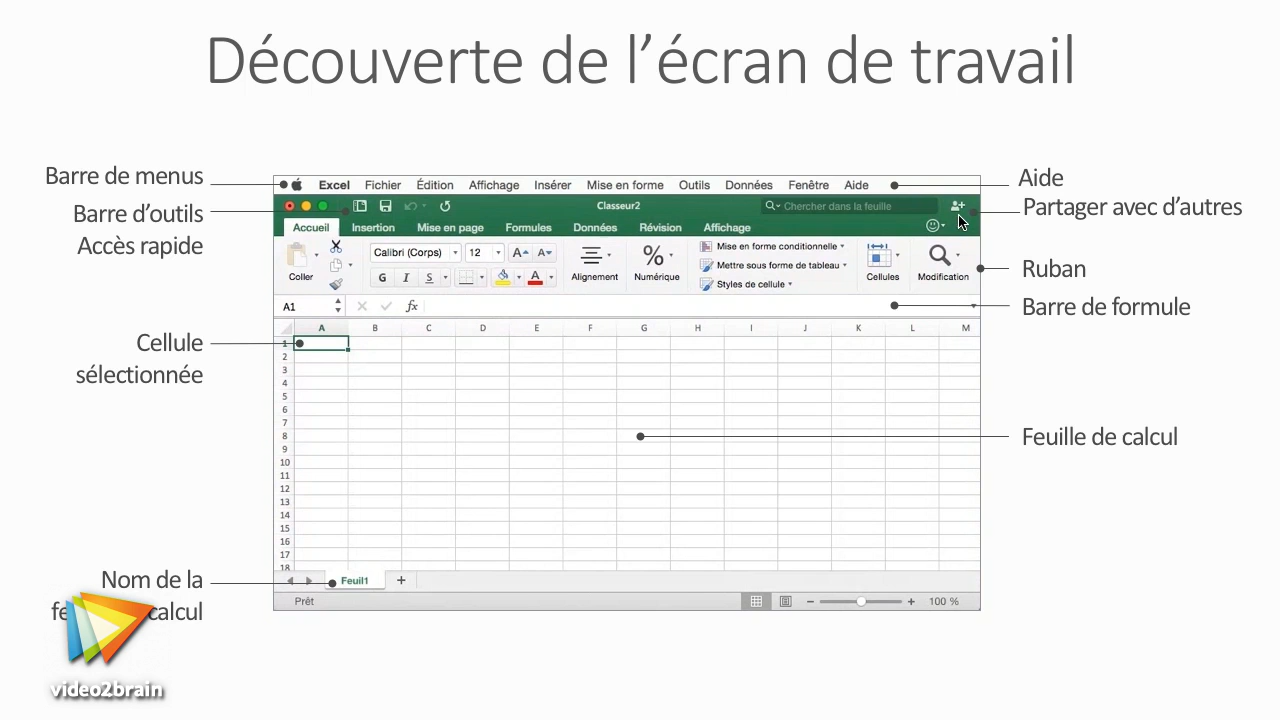 Découverte de l’écran de travail
Barre de menus
Barre d’outils
Accès rapide
Cellule
sélectionnée
Nom de la
fe calcul
Excel Fichier Édition Affichage Insérer Mise en forme Outils Données Fenêtre Aide
Classeur2
Chercher dans la feuille
Accueil Insertion Mise en page Formules Données Révision Affichage
Coller
Calibri (Corps) 12 A A
G I S A
Alignement
%
Numérique
Mise en forme conditionnelle
Mettre sous forme de tableau
Styles de cellule
Cellules
Modification
A1 fx
A B C D E F G H I J K L M
1
2
3
4
5
6
7
8
9
10
11
12
13
14
15
16
17
18
Feuil1 +
Prêt
100 %
Aide
Partager avec d’autres
Ruban
Barre de formule
Feuille de calcul
video2brain